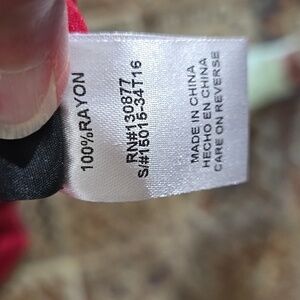 100%RAYON
RN#130877
S/#15015-34T16
MADE IN CHINA
HECHO EN CHINA
CARE ON REVERSE